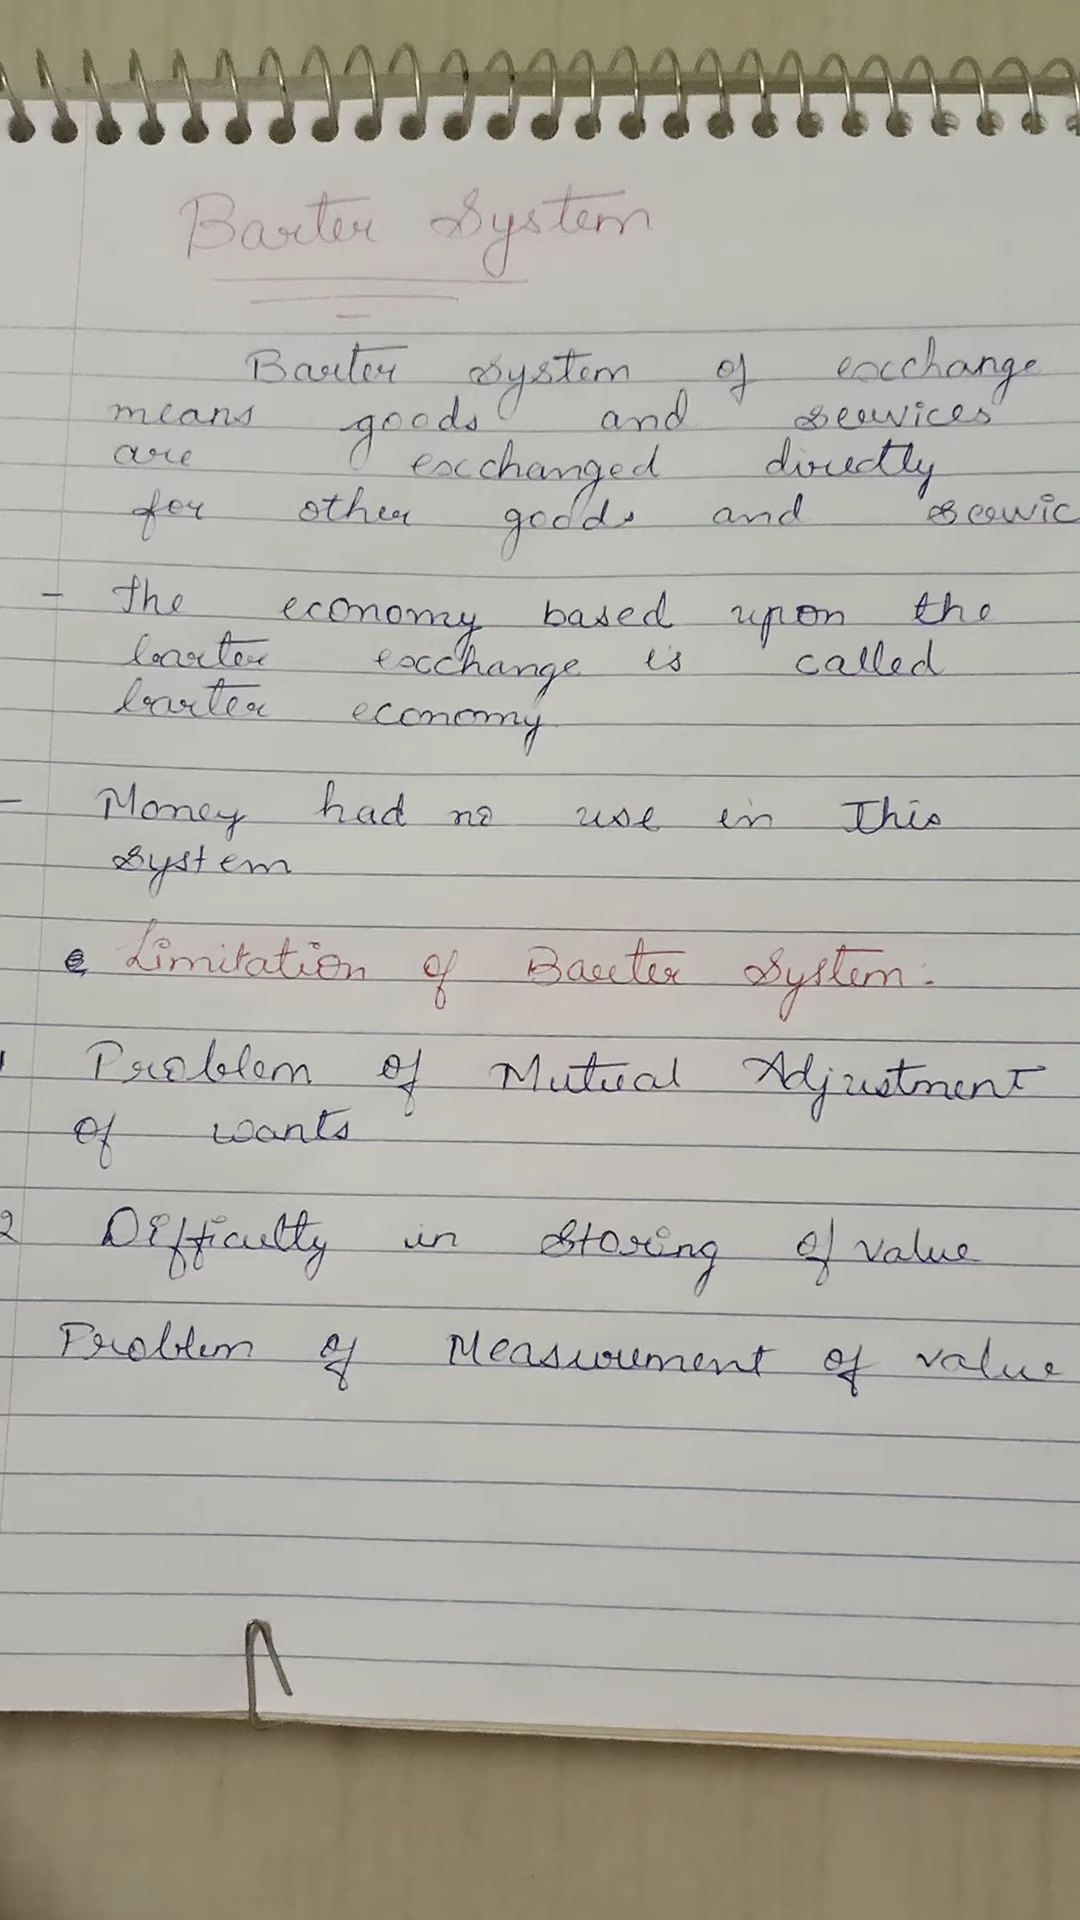 Barter System
Barter system of exchange
means goods and services
are exchanged directly
for other goods and servic
- The economy based upon the
barter exchange is called
barter economy.
- Money had no use in This
System
Limitation of Barter System:
Problem of Mutual Adjustment
of wants
2 Difficulty in Storing of value
Problem of Measurement of value